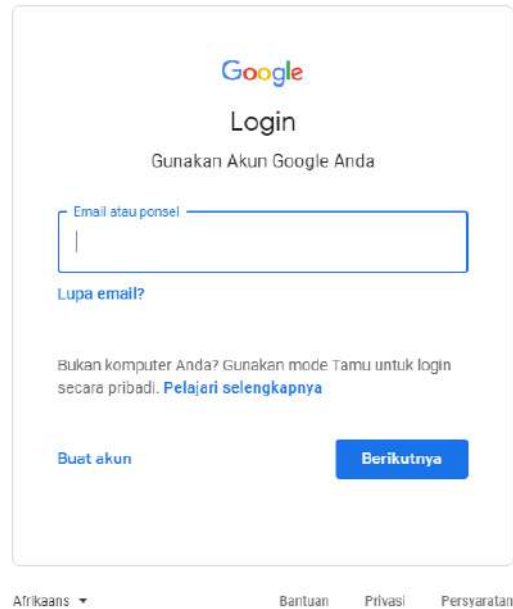 Google
Login
Gunakan Akun Google Anda
Email atau ponsel
Lupa email?
Bukan komputer Anda? Gunakan mode Tamu untuk login
secara pribadi. Pelajari selengkapnya
Buat akun Berikutnya
Afrikaans Bantuan Privasi Persyaratan